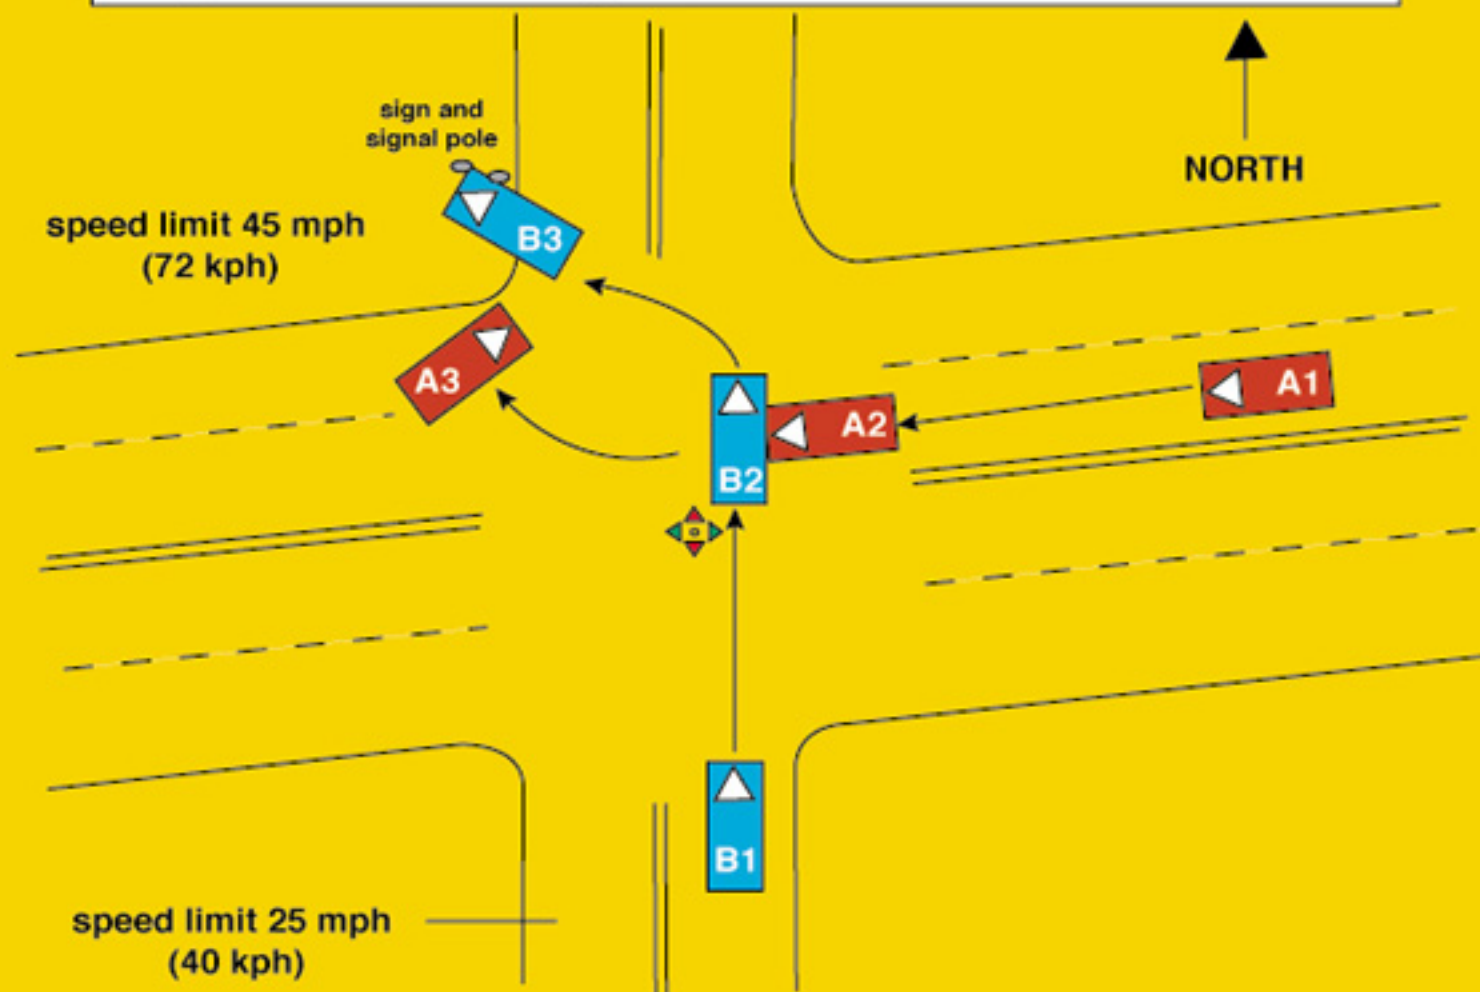 sign and
signal pole
NORTH
speed limit 45 mph
(72 kph)
B3
A3
A2
A1
B2
B1
speed limit 25 mph
(40 kph)